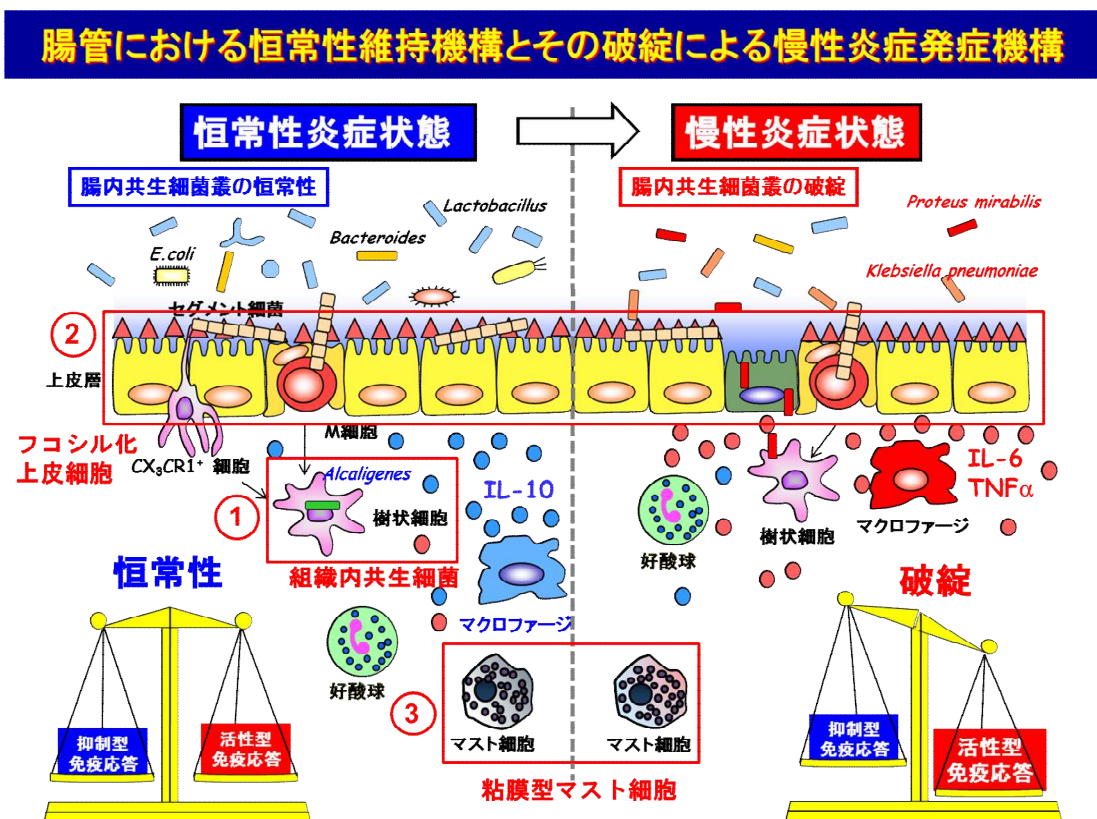 腸管における恒常性維持機構とその破綻による慢性炎症発症機構
恒常性炎症状態
慢性炎症状態
腸内共生細菌叢の恒常性
腸内共生細菌叢の破綻
Lactobacillus
Bacteroides
E.coli
Proteus mirabilis
Klebsiella pneumoniae
セグメント細菌
②
上皮層
フコシル化
上皮細胞
M細胞
CX₃CR1⁺ 細胞
Alcaligenes
①
樹状細胞
組織内共生細菌
IL-10
マクロファージ
好酸球
好酸球
樹状細胞
マクロファージ
IL-6
TNFα
恒常性
破綻
③
マスト細胞
マスト細胞
粘膜型マスト細胞
抑制型
免疫応答
活性型
免疫応答
抑制型
免疫応答
活性型
免疫応答